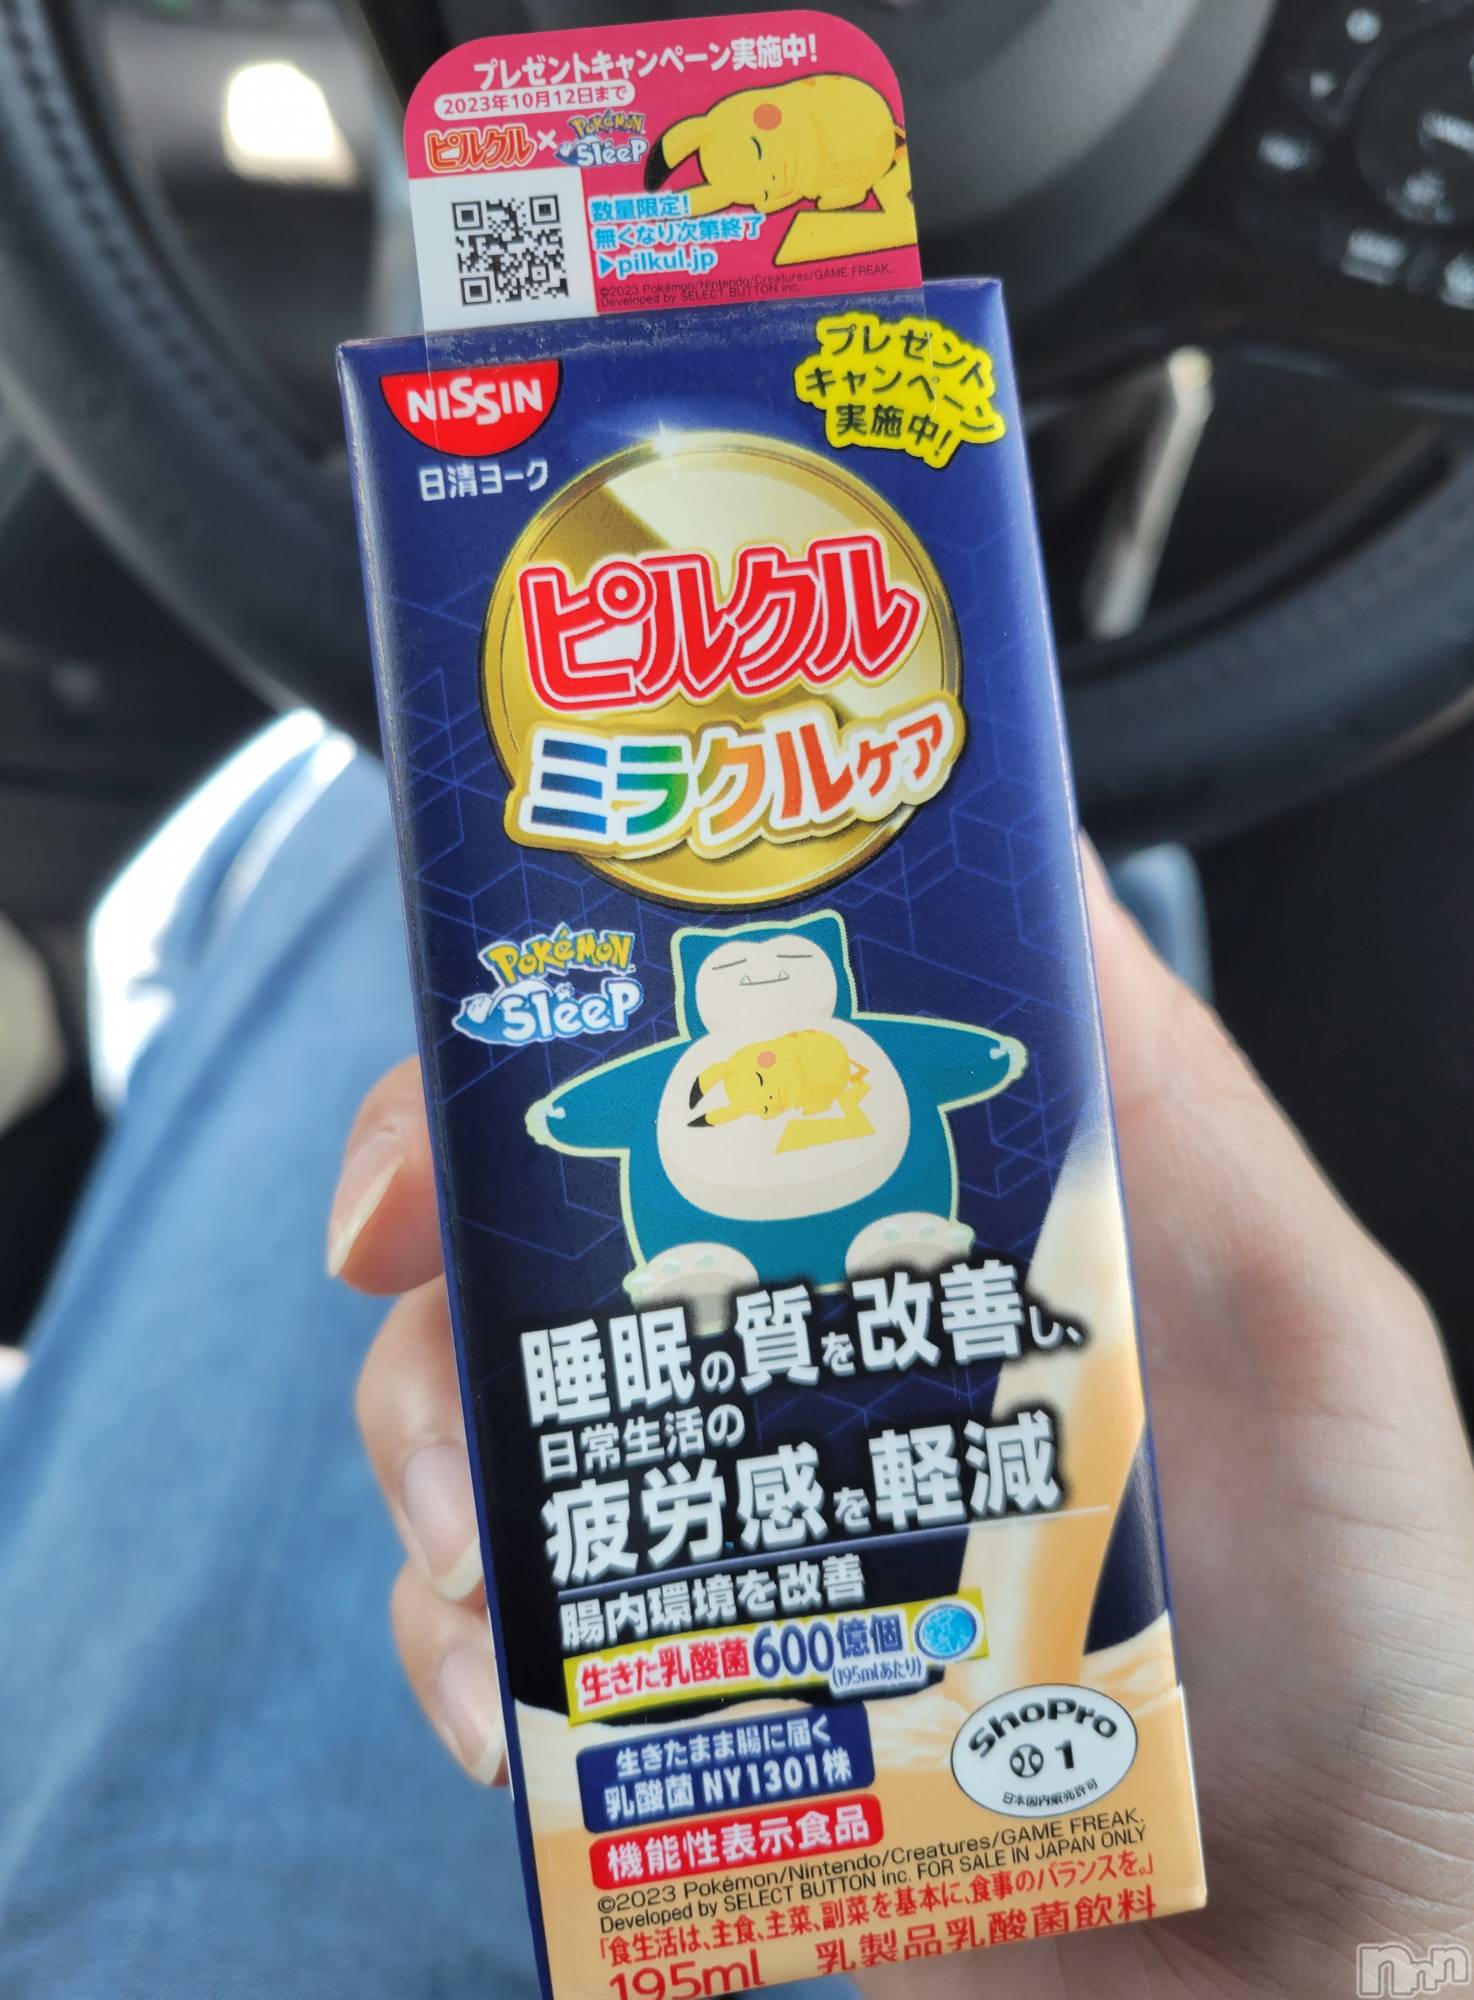 プレゼントキャンペーン実施中!
2023年10月12日まで
ピルクル×Pokémon Sleep
数量限定!
無くなり次第終了
▶pilkul.jp
©2023 Pokémon/Nintendo/Creatures/GAME FREAK.
Developed by SELECT BUTTON inc.
プレゼント
キャンペーン
実施中!
NISSIN
日清ヨーク
ピルクル
ミラクルケア
Pokémon
Sleep
睡眠の質を改善し、
日常生活の
疲労感を軽減
腸内環境を改善
生きた乳酸菌600億個
(195mlあたり)
生きたまま腸に届く
乳酸菌 NY1301株
機能性表示食品
ShoPro
1
日本国内販売許可
©2023 Pokémon/Nintendo/Creatures/GAME FREAK.
Developed by SELECT BUTTON inc. FOR SALE IN JAPAN ONLY
「食生活は、主食、主菜、副菜を基本に、食事のバランスを。」
195ml 乳製品乳酸菌飲料